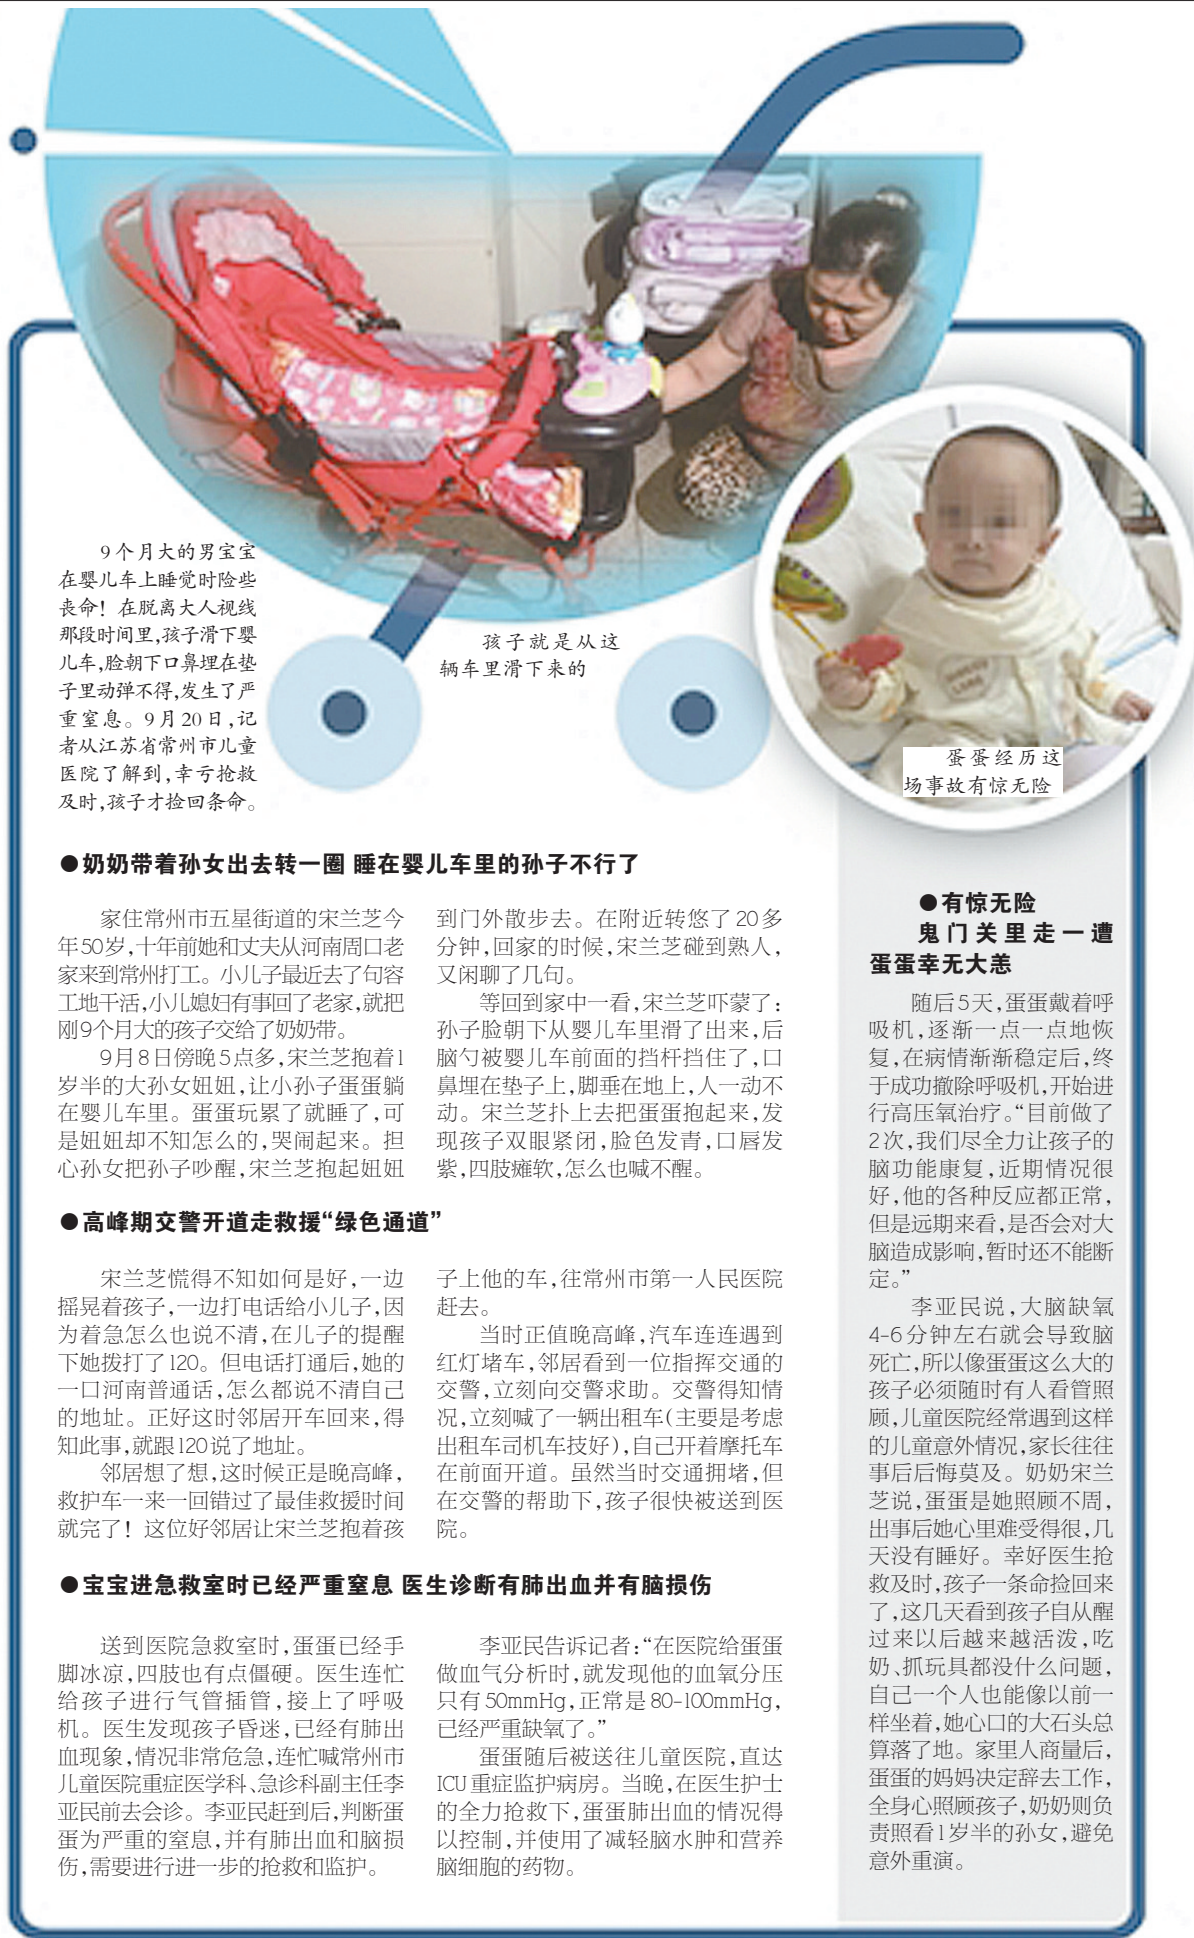 9个月大的男宝宝
在婴儿车上睡觉时险些
丧命！在脱离大人视线
那段时间里,孩子滑下婴
儿车,脸朝下口鼻埋在垫
子里动弹不得,发生了严
重窒息。9月20日,记
者从江苏省常州市儿童
医院了解到,幸亏抢救
及时,孩子才捡回条命。
孩子就是从这
辆车里滑下来的
蛋蛋经历这
场事故有惊无险
●奶奶带着孙女出去转一圈 睡在婴儿车里的孙子不行了
家住常州市五星街道的宋兰芝今
年50岁,十年前她和丈夫从河南周口老
家来到常州打工。小儿子最近去了句容
工地干活,小儿媳妇有事回了老家,就把
刚9个月大的孩子交给了奶奶带。
9月8日傍晚5点多,宋兰芝抱着1
岁半的大孙女妞妞,让小孙子蛋蛋躺
在婴儿车里。蛋蛋玩累了就睡了,可
是妞妞却不知怎么的,哭闹起来。担
心孙女把孙子吵醒,宋兰芝抱起妞妞
到门外散步去。在附近转悠了20多
分钟,回家的时候,宋兰芝碰到熟人,
又闲聊了几句。
等回到家中一看,宋兰芝吓蒙了：
孙子脸朝下从婴儿车里滑了出来,后
脑勺被婴儿车前面的挡杆挡住了,口
鼻埋在垫子上,脚垂在地上,人一动不
动。宋兰芝扑上去把蛋蛋抱起来,发
现孩子双眼紧闭,脸色发青,口唇发
紫,四肢瘫软,怎么也喊不醒。
●高峰期交警开道走救援“绿色通道”
宋兰芝慌得不知如何是好,一边
摇晃着孩子,一边打电话给小儿子,因
为着急怎么也说不清,在儿子的提醒
下她拨打了120。但电话打通后,她的
一口河南普通话,怎么都说不清自己
的地址。正好这时邻居开车回来,得
知此事,就跟120说了地址。
邻居想了想,这时候正是晚高峰,
救护车一来一回错过了最佳救援时间
就完了！这位好邻居让宋兰芝抱着孩
子上他的车,往常州市第一人民医院
赶去。
当时正值晚高峰,汽车连连遇到
红灯堵车,邻居看到一位指挥交通的
交警,立刻向交警求助。交警得知情
况,立刻喊了一辆出租车(主要是考虑
出租车司机车技好),自己开着摩托车
在前面开道。虽然当时交通拥堵,但
在交警的帮助下,孩子很快被送到医
院。
●宝宝进急救室时已经严重窒息 医生诊断有肺出血并有脑损伤
送到医院急救室时,蛋蛋已经手
脚冰凉,四肢也有点僵硬。医生连忙
给孩子进行气管插管,接上了呼吸
机。医生发现孩子昏迷,已经有肺出
血现象,情况非常危急,连忙喊常州市
儿童医院重症医学科、急诊科副主任李
亚民前去会诊。李亚民赶到后,判断蛋
蛋为严重的窒息,并有肺出血和脑损
伤,需要进行进一步的抢救和监护。
李亚民告诉记者：“在医院给蛋蛋
做血气分析时,就发现他的血氧分压
只有50mmHg,正常是80-100mmHg,
已经严重缺氧了。”
蛋蛋随后被送往儿童医院,直达
ICU重症监护病房。当晚,在医生护士
的全力抢救下,蛋蛋肺出血的情况得
以控制,并使用了减轻脑水肿和营养
脑细胞的药物。
●有惊无险
鬼门关里走一遭
蛋蛋幸无大恙
随后5天,蛋蛋戴着呼
吸机,逐渐一点一点地恢
复,在病情渐渐稳定后,终
于成功撤除呼吸机,开始进
行高压氧治疗。“目前做了
2次,我们尽全力让孩子的
脑功能康复,近期情况很
好,他的各种反应都正常,
但是远期来看,是否会对大
脑造成影响,暂时还不能断
定。”
李亚民说,大脑缺氧
4-6分钟左右就会导致脑
死亡,所以像蛋蛋这么大的
孩子必须随时有人看管照
顾,儿童医院经常遇到这样
的儿童意外情况,家长往往
事后后悔莫及。奶奶宋兰
芝说,蛋蛋是她照顾不周,
出事后她心里难受得很,几
天没有睡好。幸好医生抢
救及时,孩子一条命捡回来
了,这几天看到孩子自从醒
过来以后越来越活泼,吃
奶、抓玩具都没什么问题,
自己一个人也能像以前一
样坐着,她心口的大石头总
算落了地。家里人商量后,
蛋蛋的妈妈决定辞去工作,
全身心照顾孩子,奶奶则负
责照看1岁半的孙女,避免
意外重演。